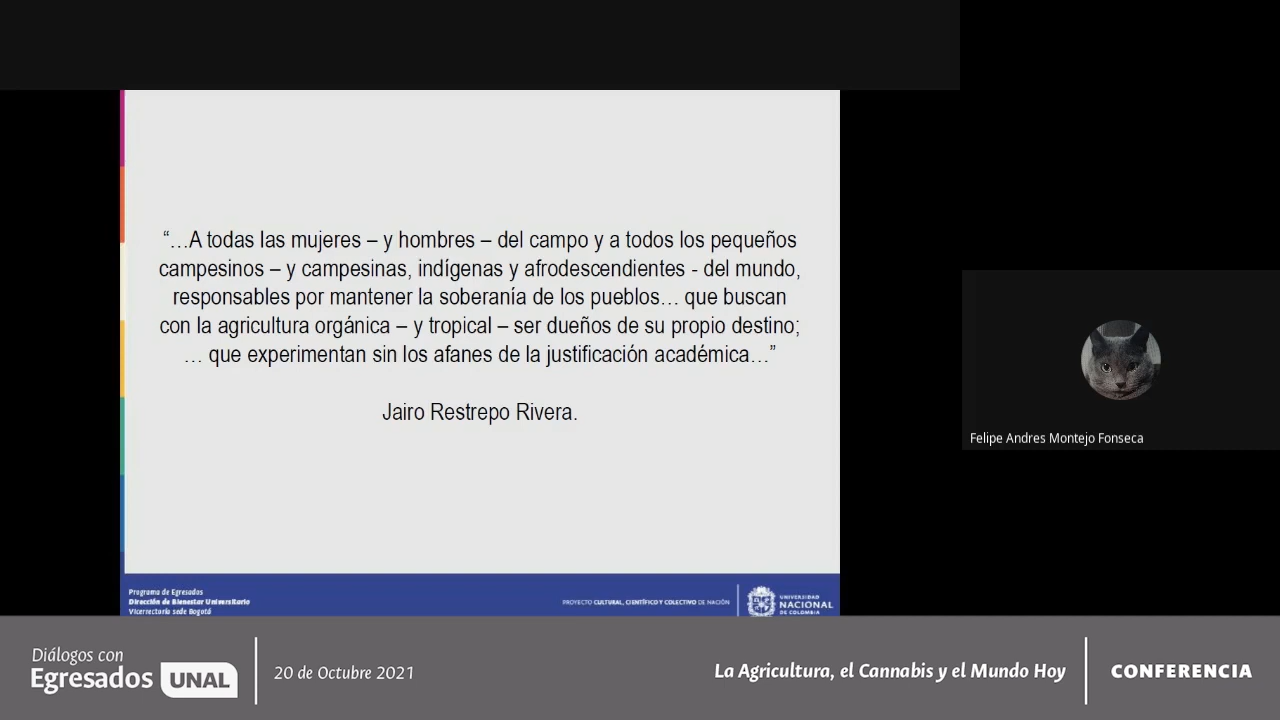 “…A todas las mujeres – y hombres – del campo y a todos los pequeños
campesinos – y campesinas, indígenas y afrodescendientes - del mundo,
responsables por mantener la soberanía de los pueblos… que buscan
con la agricultura orgánica – y tropical – ser dueños de su propio destino;
… que experimentan sin los afanes de la justificación académica…”
Jairo Restrepo Rivera.
Felipe Andres Montejo Fonseca
Programa de Egresados
Dirección de Bienestar Universitario
Vicerrectoría sede Bogotá
PROYECTO CULTURAL, CIENTÍFICO Y COLECTIVO DE NACIÓN
UNIVERSIDAD
NACIONAL
DE COLOMBIA
Diálogos con
Egresados UNAL
20 de Octubre 2021
La Agricultura, el Cannabis y el Mundo Hoy
CONFERENCIA